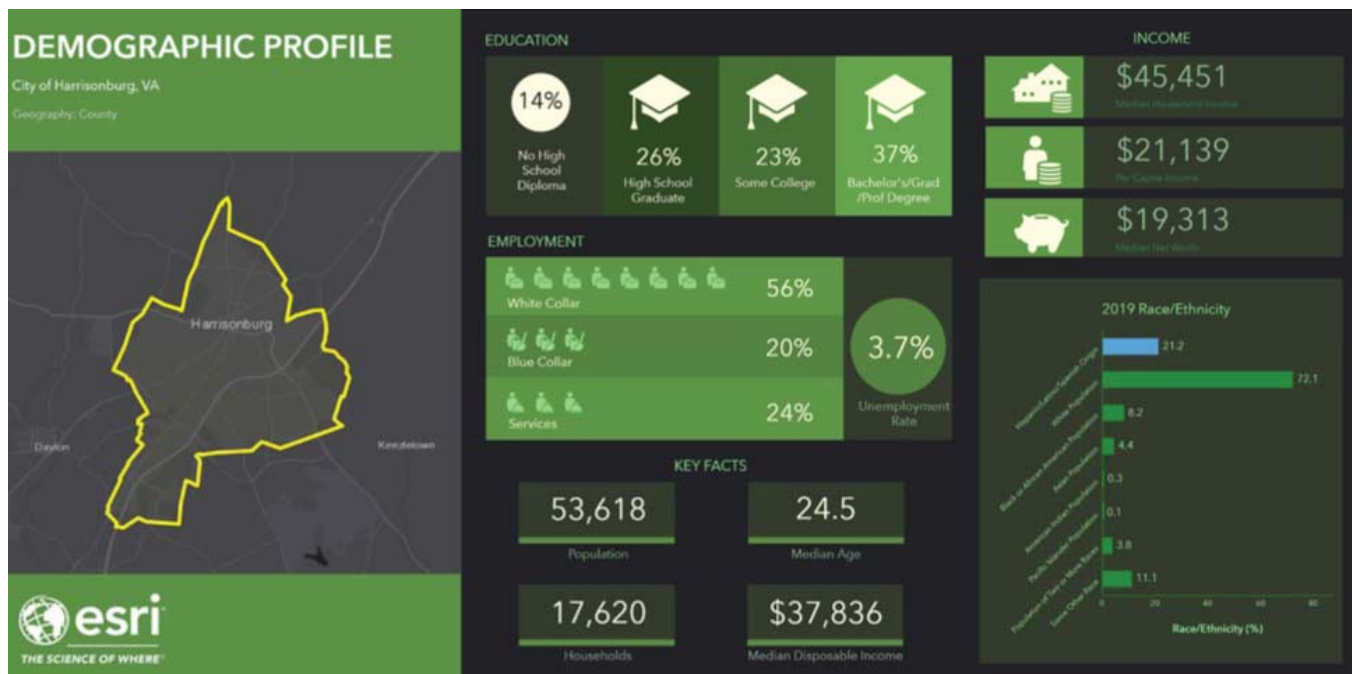 DEMOGRAPHIC PROFILE
City of Harrisonburg, VA
Geography: County
Harrisonburg
Dayton
Keezletown
esri
THE SCIENCE OF WHERE®
EDUCATION
14%
No High
School
Diploma
26%
High School
Graduate
23%
Some College
37%
Bachelor's/Grad
/Prof Degree
EMPLOYMENT
White Collar
56%
Blue Collar
20%
Services
24%
3.7%
Unemployment
Rate
KEY FACTS
53,618
Population
24.5
Median Age
17,620
Households
$37,836
Median Disposable Income
INCOME
$45,451
Median Household Income
$21,139
Per Capita Income
$19,313
Median Net Worth
2019 Race/Ethnicity
Hispanic/Latino/Spanish Origin
21.2
White Population
72.1
Black or African American Population
8.2
Asian Population
4.4
American Indian Population
0.3
Pacific Islander Population
0.1
Population of Two or More Races
3.8
Some Other Race
11.1
0 20 40 60 80
Race/Ethnicity (%)